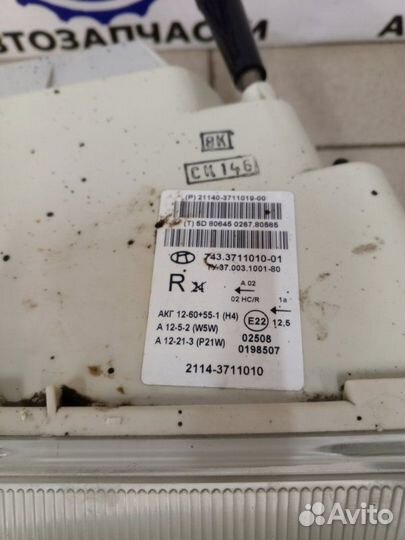 АВТОЗАПЧАСТИ
А
ЯК
СК 146
(P) 21140-3711019-00
(T) 5D 80645 0267.80565
743.3711010-01
ТУ-37.003.1001-80
R
A 02
02 HC/R
1a
АКГ 12-60+55-1 (H4)
E22
12,5
А 12-5-2 (W5W)
02508
А 12-21-3 (P21W)
0198507
2114-3711010
Avito